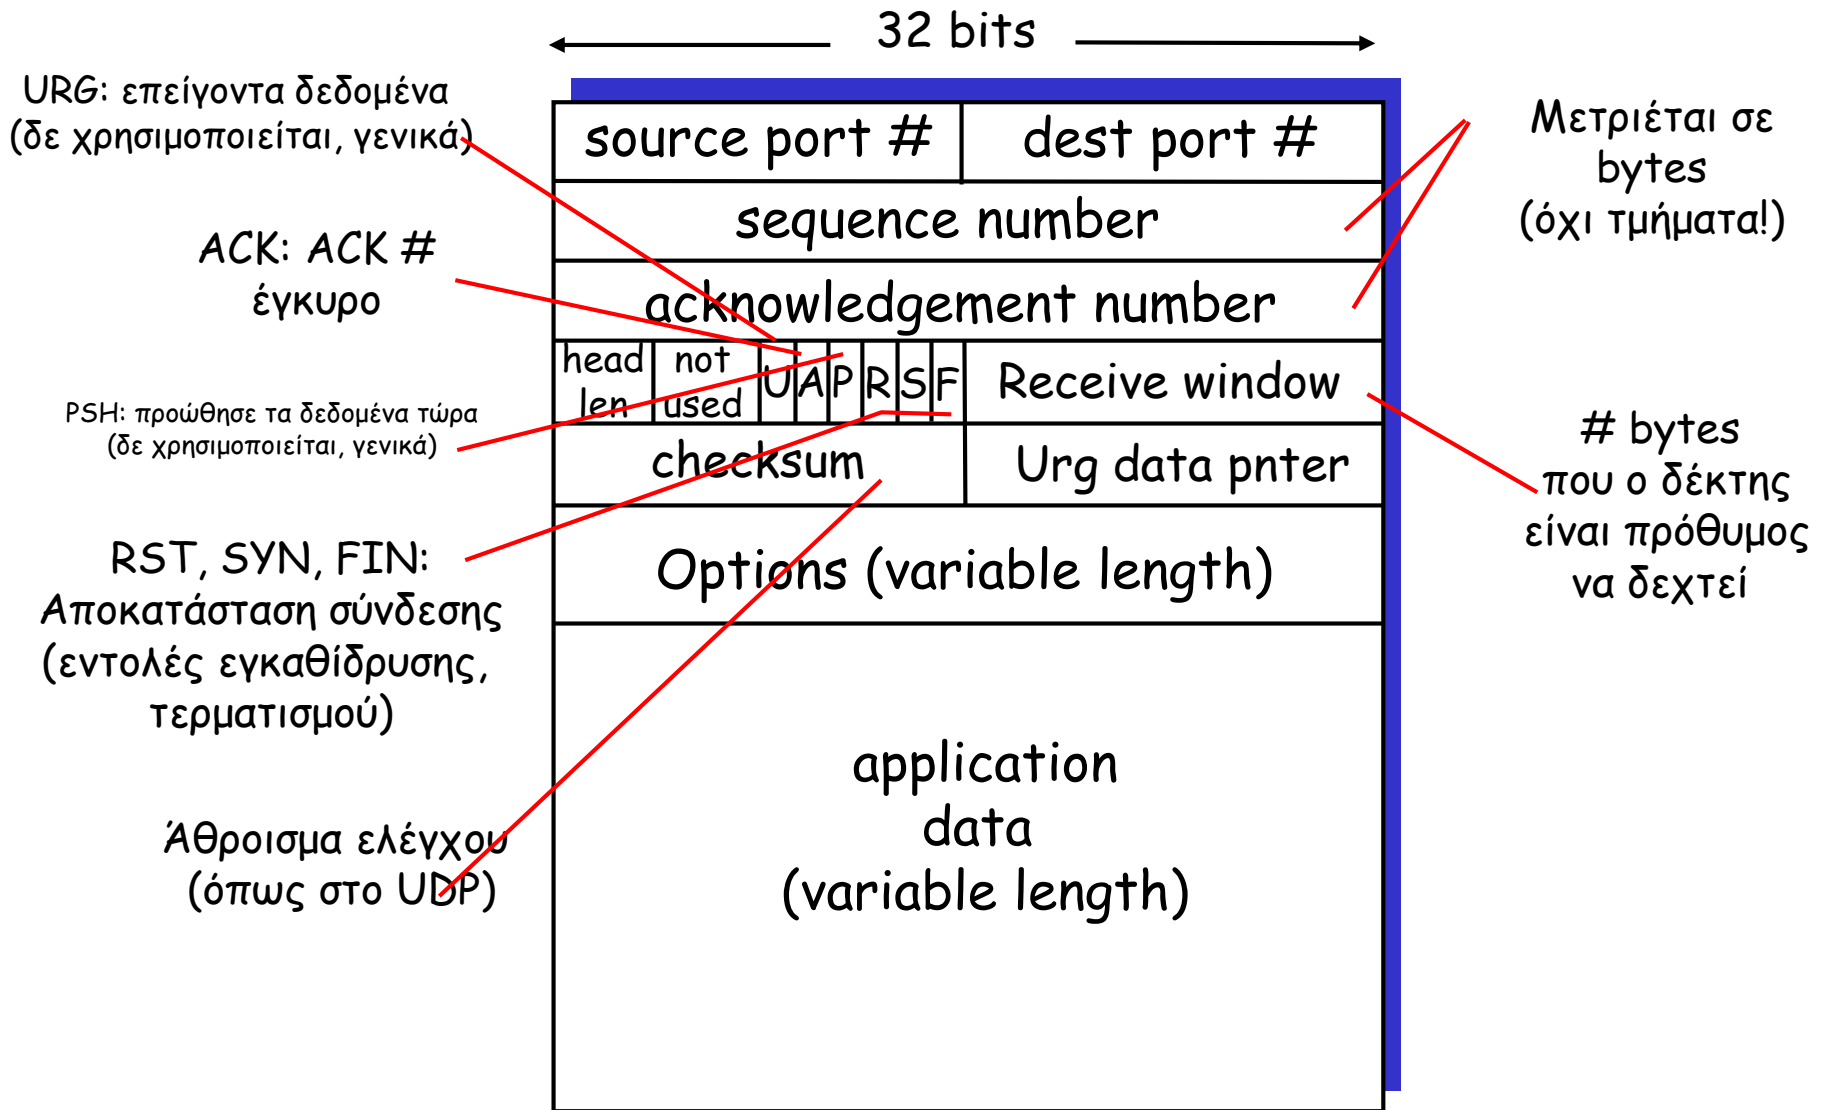 32 bits
URG: επείγοντα δεδομένα
(δε χρησιμοποιείται, γενικά)
ACK: ACK #
έγκυρο
PSH: προώθησε τα δεδομένα τώρα
(δε χρησιμοποιείται, γενικά)
RST, SYN, FIN:
Αποκατάσταση σύνδεσης
(εντολές εγκαθίδρυσης,
τερματισμού)
Άθροισμα ελέγχου
(όπως στο UDP)
source port #
dest port #
sequence number
acknowledgement number
head
len
not
used
U
A
P
R
S
F
Receive window
checksum
Urg data pnter
Options (variable length)
application
data
(variable length)
Μετριέται σε
bytes
(όχι τμήματα!)
# bytes
που ο δέκτης
είναι πρόθυμος
να δεχτεί